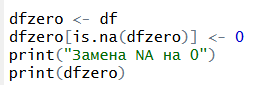 dfzero <- df
dfzero[is.na(dfzero)] <- 0
print("Замена NA на 0")
print(dfzero)